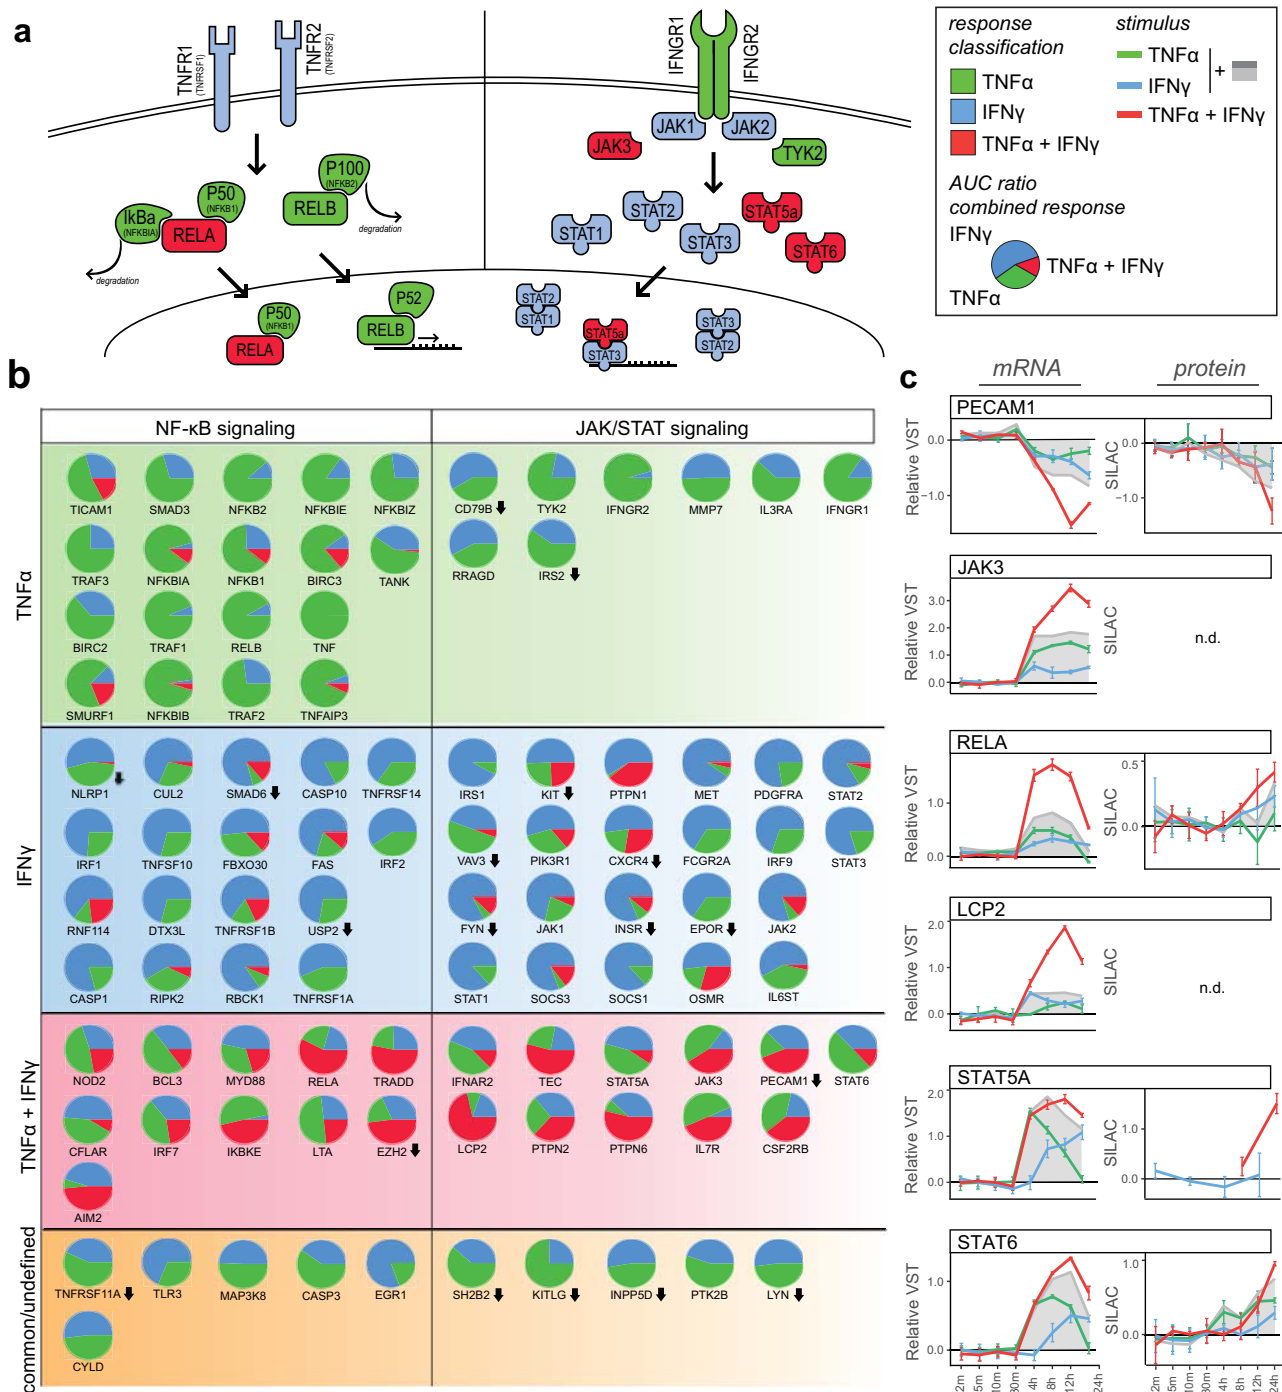 a
TNFR1
(TNFRSF1)
TNFR2
(TNFRSF2)
IκBa
(NFKBIA)
P50
(NFKB1)
RELA
P100
(NFKB2)
RELB
degradation
degradation
P50
(NFKB1)
RELA
P52
RELB
IFNGR1
IFNGR2
JAK1
JAK2
JAK3
TYK2
STAT1
STAT2
STAT3
STAT5a
STAT6
STAT2
STAT1
STAT5a
STAT3
STAT3
STAT2
response
classification
TNFα
IFNγ
TNFα + IFNγ
stimulus
TNFα
+
IFNγ
TNFα + IFNγ
AUC ratio
combined response
IFNγ
TNFα + IFNγ
TNFα
b
NF-κB signaling
JAK/STAT signaling
TNFα
TICAM1 SMAD3 NFKB2 NFKBIE NFKBIZ
CD79B TYK2 IFNGR2 MMP7 IL3RA IFNGR1
TRAF3 NFKBIA NFKB1 BIRC3 TANK
RRAGD IRS2
BIRC2 TRAF1 RELB TNF
SMURF1 NFKBIB TRAF2 TNFAIP3
IFNγ
NLRP1 CUL2 SMAD6 CASP10 TNFRSF14
IRS1 KIT PTPN1 MET PDGFRA STAT2
IRF1 TNFSF10 FBXO30 FAS IRF2
VAV3 PIK3R1 CXCR4 FCGR2A IRF9 STAT3
RNF114 DTX3L TNFRSF1B USP2
FYN JAK1 INSR EPOR JAK2
CASP1 RIPK2 RBCK1 TNFRSF1A
STAT1 SOCS3 SOCS1 OSMR IL6ST
TNFα + IFNγ
NOD2 BCL3 MYD88 RELA TRADD
IFNAR2 TEC STAT5A JAK3 PECAM1 STAT6
CFLAR IRF7 IKBKE LTA EZH2
LCP2 PTPN2 PTPN6 IL7R CSF2RB
AIM2
common/undefined
TNFRSF11A TLR3 MAP3K8 CASP3 EGR1
SH2B2 KITLG INPP5D PTK2B LYN
CYLD
c
mRNA
protein
PECAM1
Relative VST
0.0
−1.0
SILAC
0.0
−1.0
JAK3
Relative VST
3.0
2.0
1.0
0.0
SILAC
n.d.
RELA
Relative VST
1.0
0.0
SILAC
0.5
0.0
LCP2
Relative VST
2.0
1.0
0.0
SILAC
n.d.
STAT5A
Relative VST
2.0
1.0
0.0
SILAC
1.0
0.0
STAT6
Relative VST
1.0
0.0
SILAC
1.0
0.0
2m 5m 10m 30m 4h 8h 12h 24h
2m 5m 10m 30m 4h 8h 12h 24h